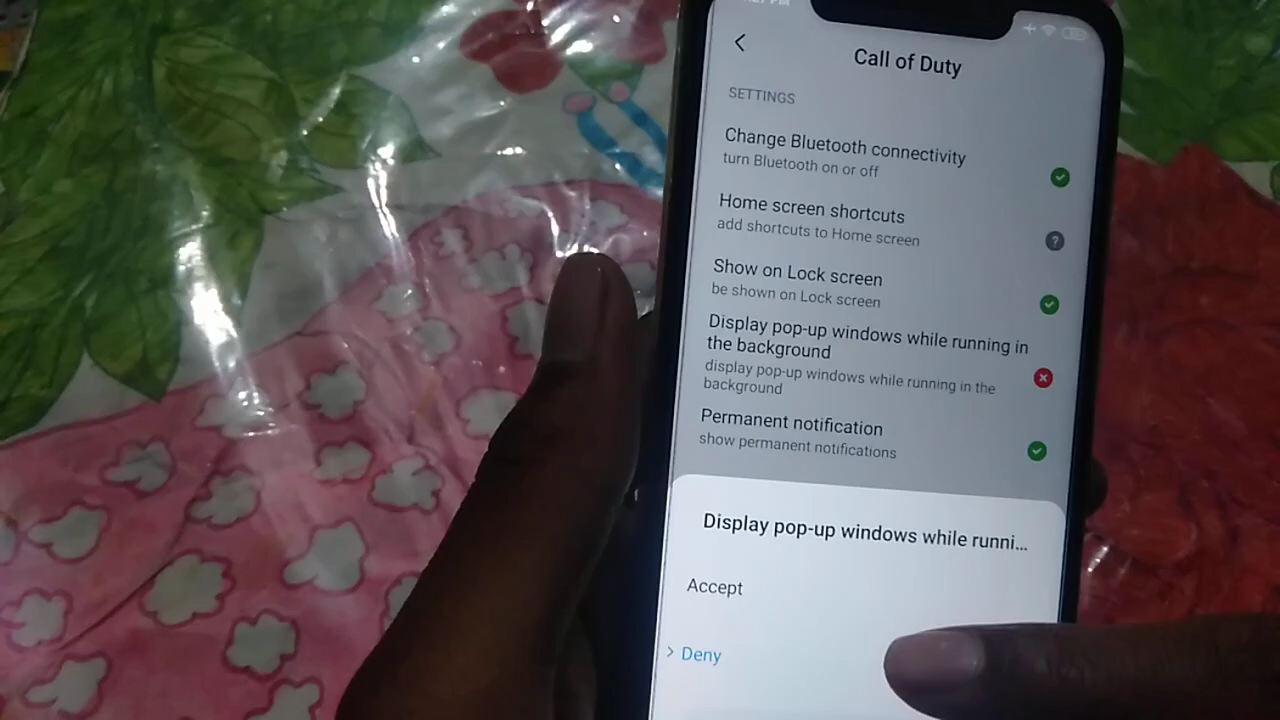 Call of Duty
SETTINGS
Change Bluetooth connectivity
turn Bluetooth on or off
Home screen shortcuts
add shortcuts to Home screen
?
Show on Lock screen
be shown on Lock screen
Display pop-up windows while running in
the background
display pop-up windows while running in the
background
Permanent notification
show permanent notifications
Display pop-up windows while runni...
Accept
> Deny